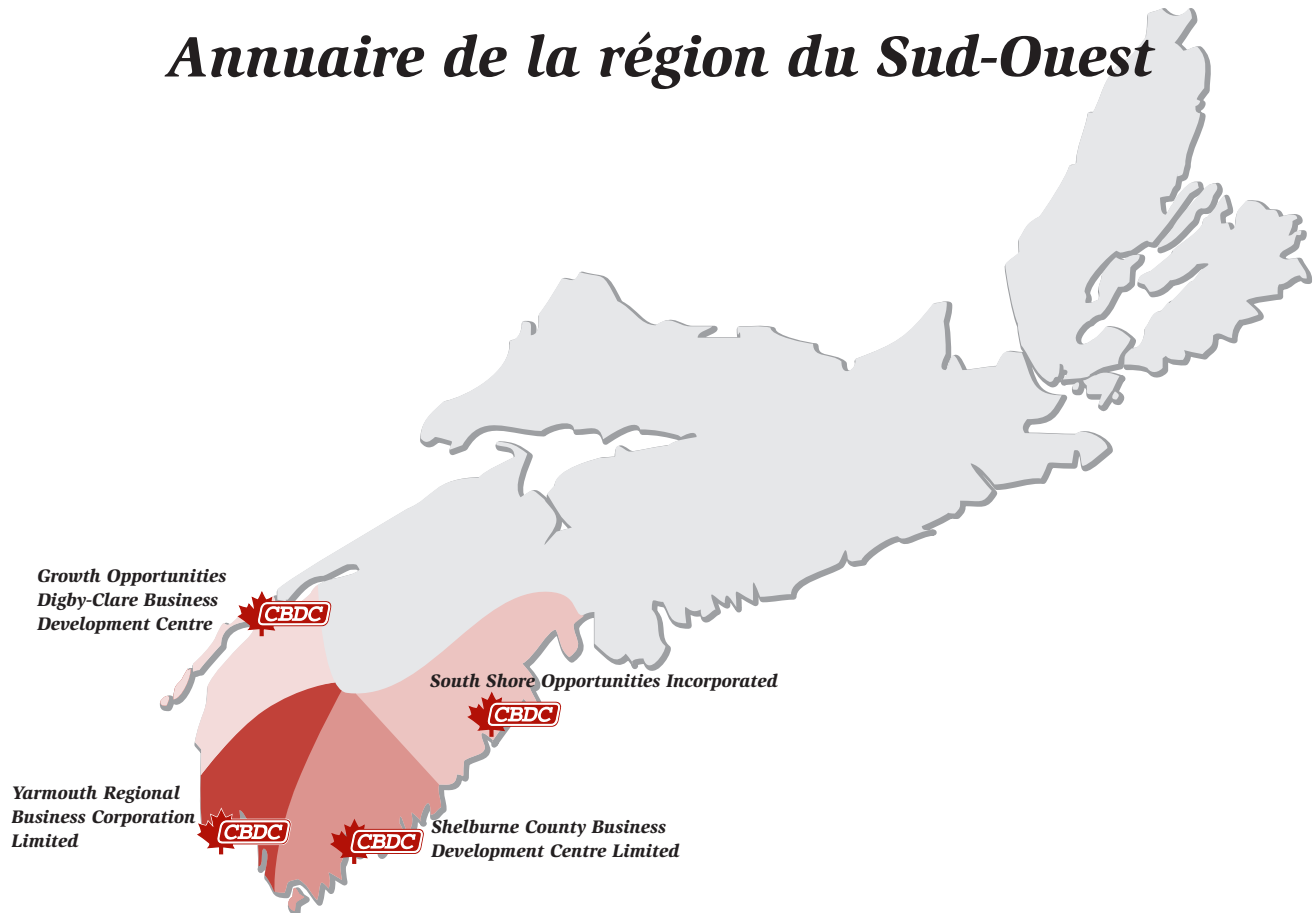 Annuaire de la région du Sud-Ouest
Growth Opportunities
Digby-Clare Business
Development Centre
CBDC
South Shore Opportunities Incorporated
CBDC
Yarmouth Regional
Business Corporation
Limited
CBDC
CBDC
Shelburne County Business
Development Centre Limited